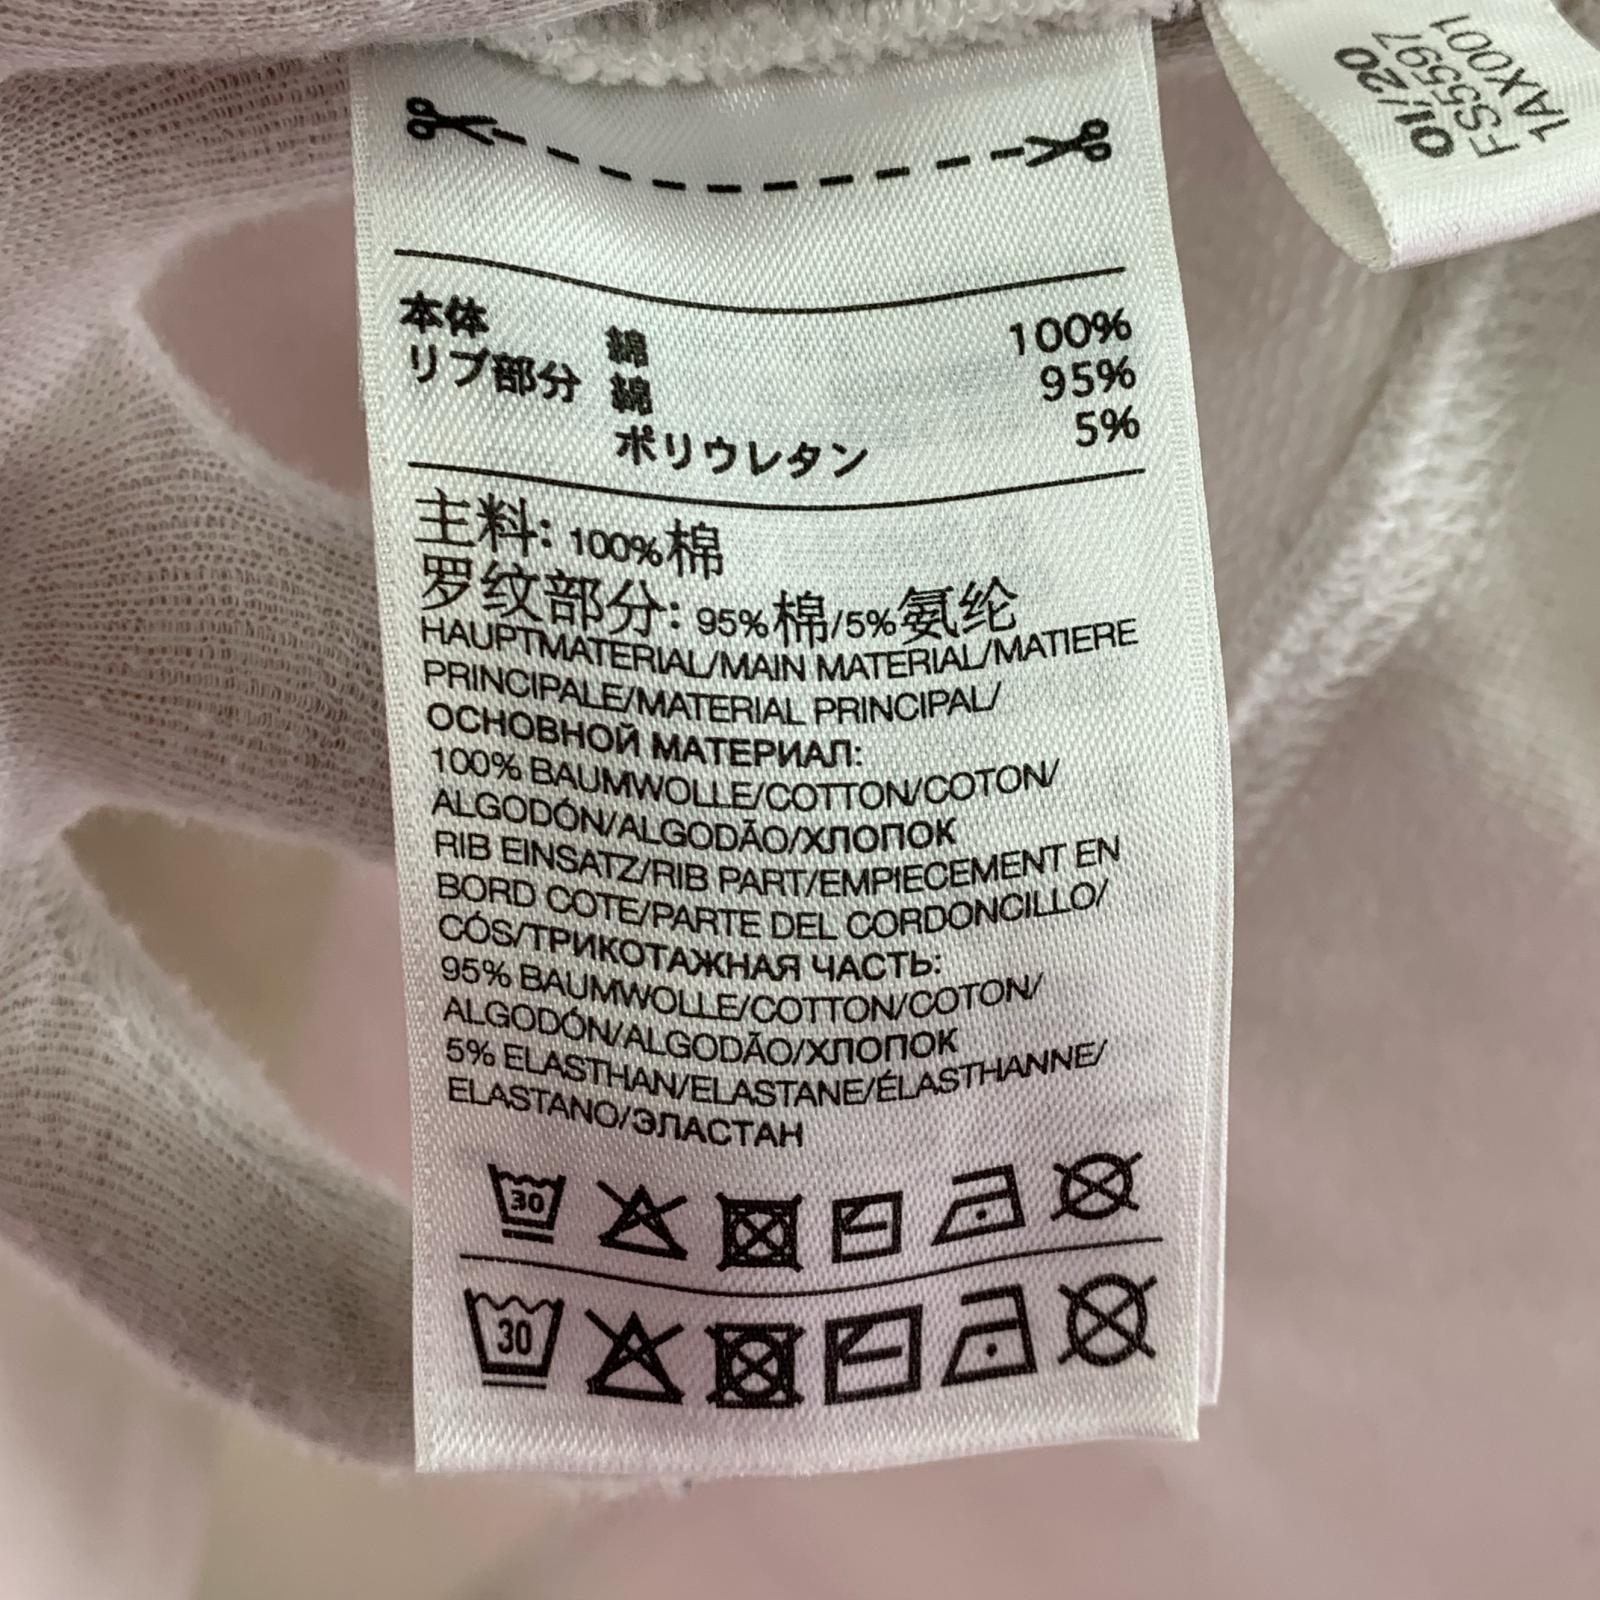 01/20
FS5597
1AX001
本体 綿 100%
リブ部分 綿 95%
ポリウレタン 5%
主料: 100%棉
罗纹部分: 95%棉/5%氨纶
HAUPTMATERIAL/MAIN MATERIAL/MATIERE
PRINCIPALE/MATERIAL PRINCIPAL/
ОСНОВНОЙ МАТЕРИАЛ:
100% BAUMWOLLE/COTTON/COTON/
ALGODÓN/ALGODÃO/ХЛОПОК
RIB EINSATZ/RIB PART/EMPIECEMENT EN
BORD COTE/PARTE DEL CORDONCILLO/
CÓS/ТРИКОТАЖНАЯ ЧАСТЬ:
95% BAUMWOLLE/COTTON/COTON/
ALGODÓN/ALGODÃO/ХЛОПОК
5% ELASTHAN/ELASTANE/ÉLASTHANNE/
ELASTANO/ЭЛАСТАН
30
30